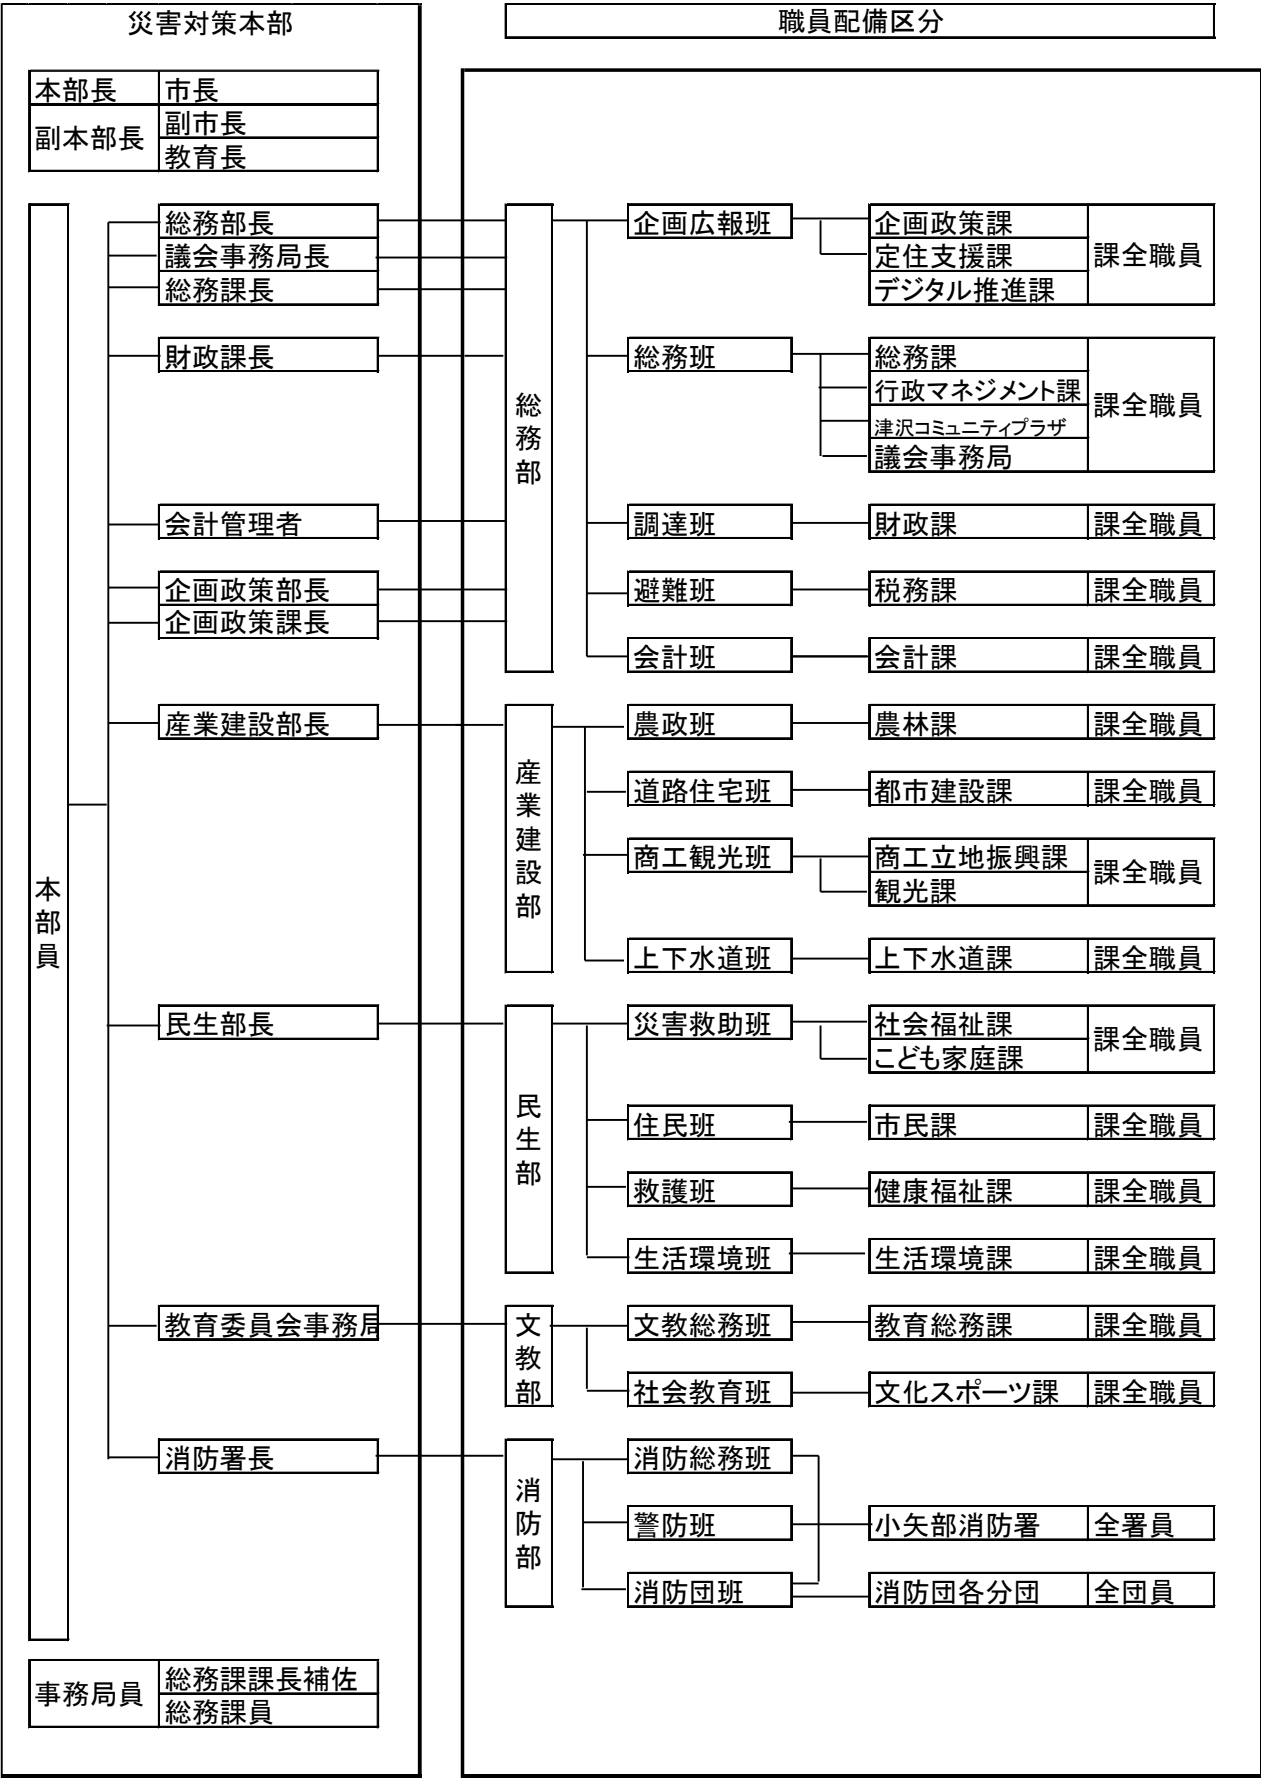 災害対策本部
職員配備区分
本部長 市長
副本部長 副市長
教育長
本部員
総務部長
議会事務局長
総務課長
財政課長
会計管理者
企画政策部長
企画政策課長
産業建設部長
民生部長
教育委員会事務局
消防署長
事務局員 総務課課長補佐
総務課員
総務部
企画広報班 企画政策課 課全職員
定住支援課
デジタル推進課
総務班 総務課 課全職員
行政マネジメント課
津沢コミュニティプラザ
議会事務局
調達班 財政課 課全職員
避難班 税務課 課全職員
会計班 会計課 課全職員
産業建設部
農政班 農林課 課全職員
道路住宅班 都市建設課 課全職員
商工観光班 商工立地振興課 課全職員
観光課
上下水道班 上下水道課 課全職員
民生部
災害救助班 社会福祉課 課全職員
こども家庭課
住民班 市民課 課全職員
救護班 健康福祉課 課全職員
生活環境班 生活環境課 課全職員
文教部
文教総務班 教育総務課 課全職員
社会教育班 文化スポーツ課 課全職員
消防部
消防総務班
警防班 小矢部消防署 全署員
消防団班 消防団各分団 全団員